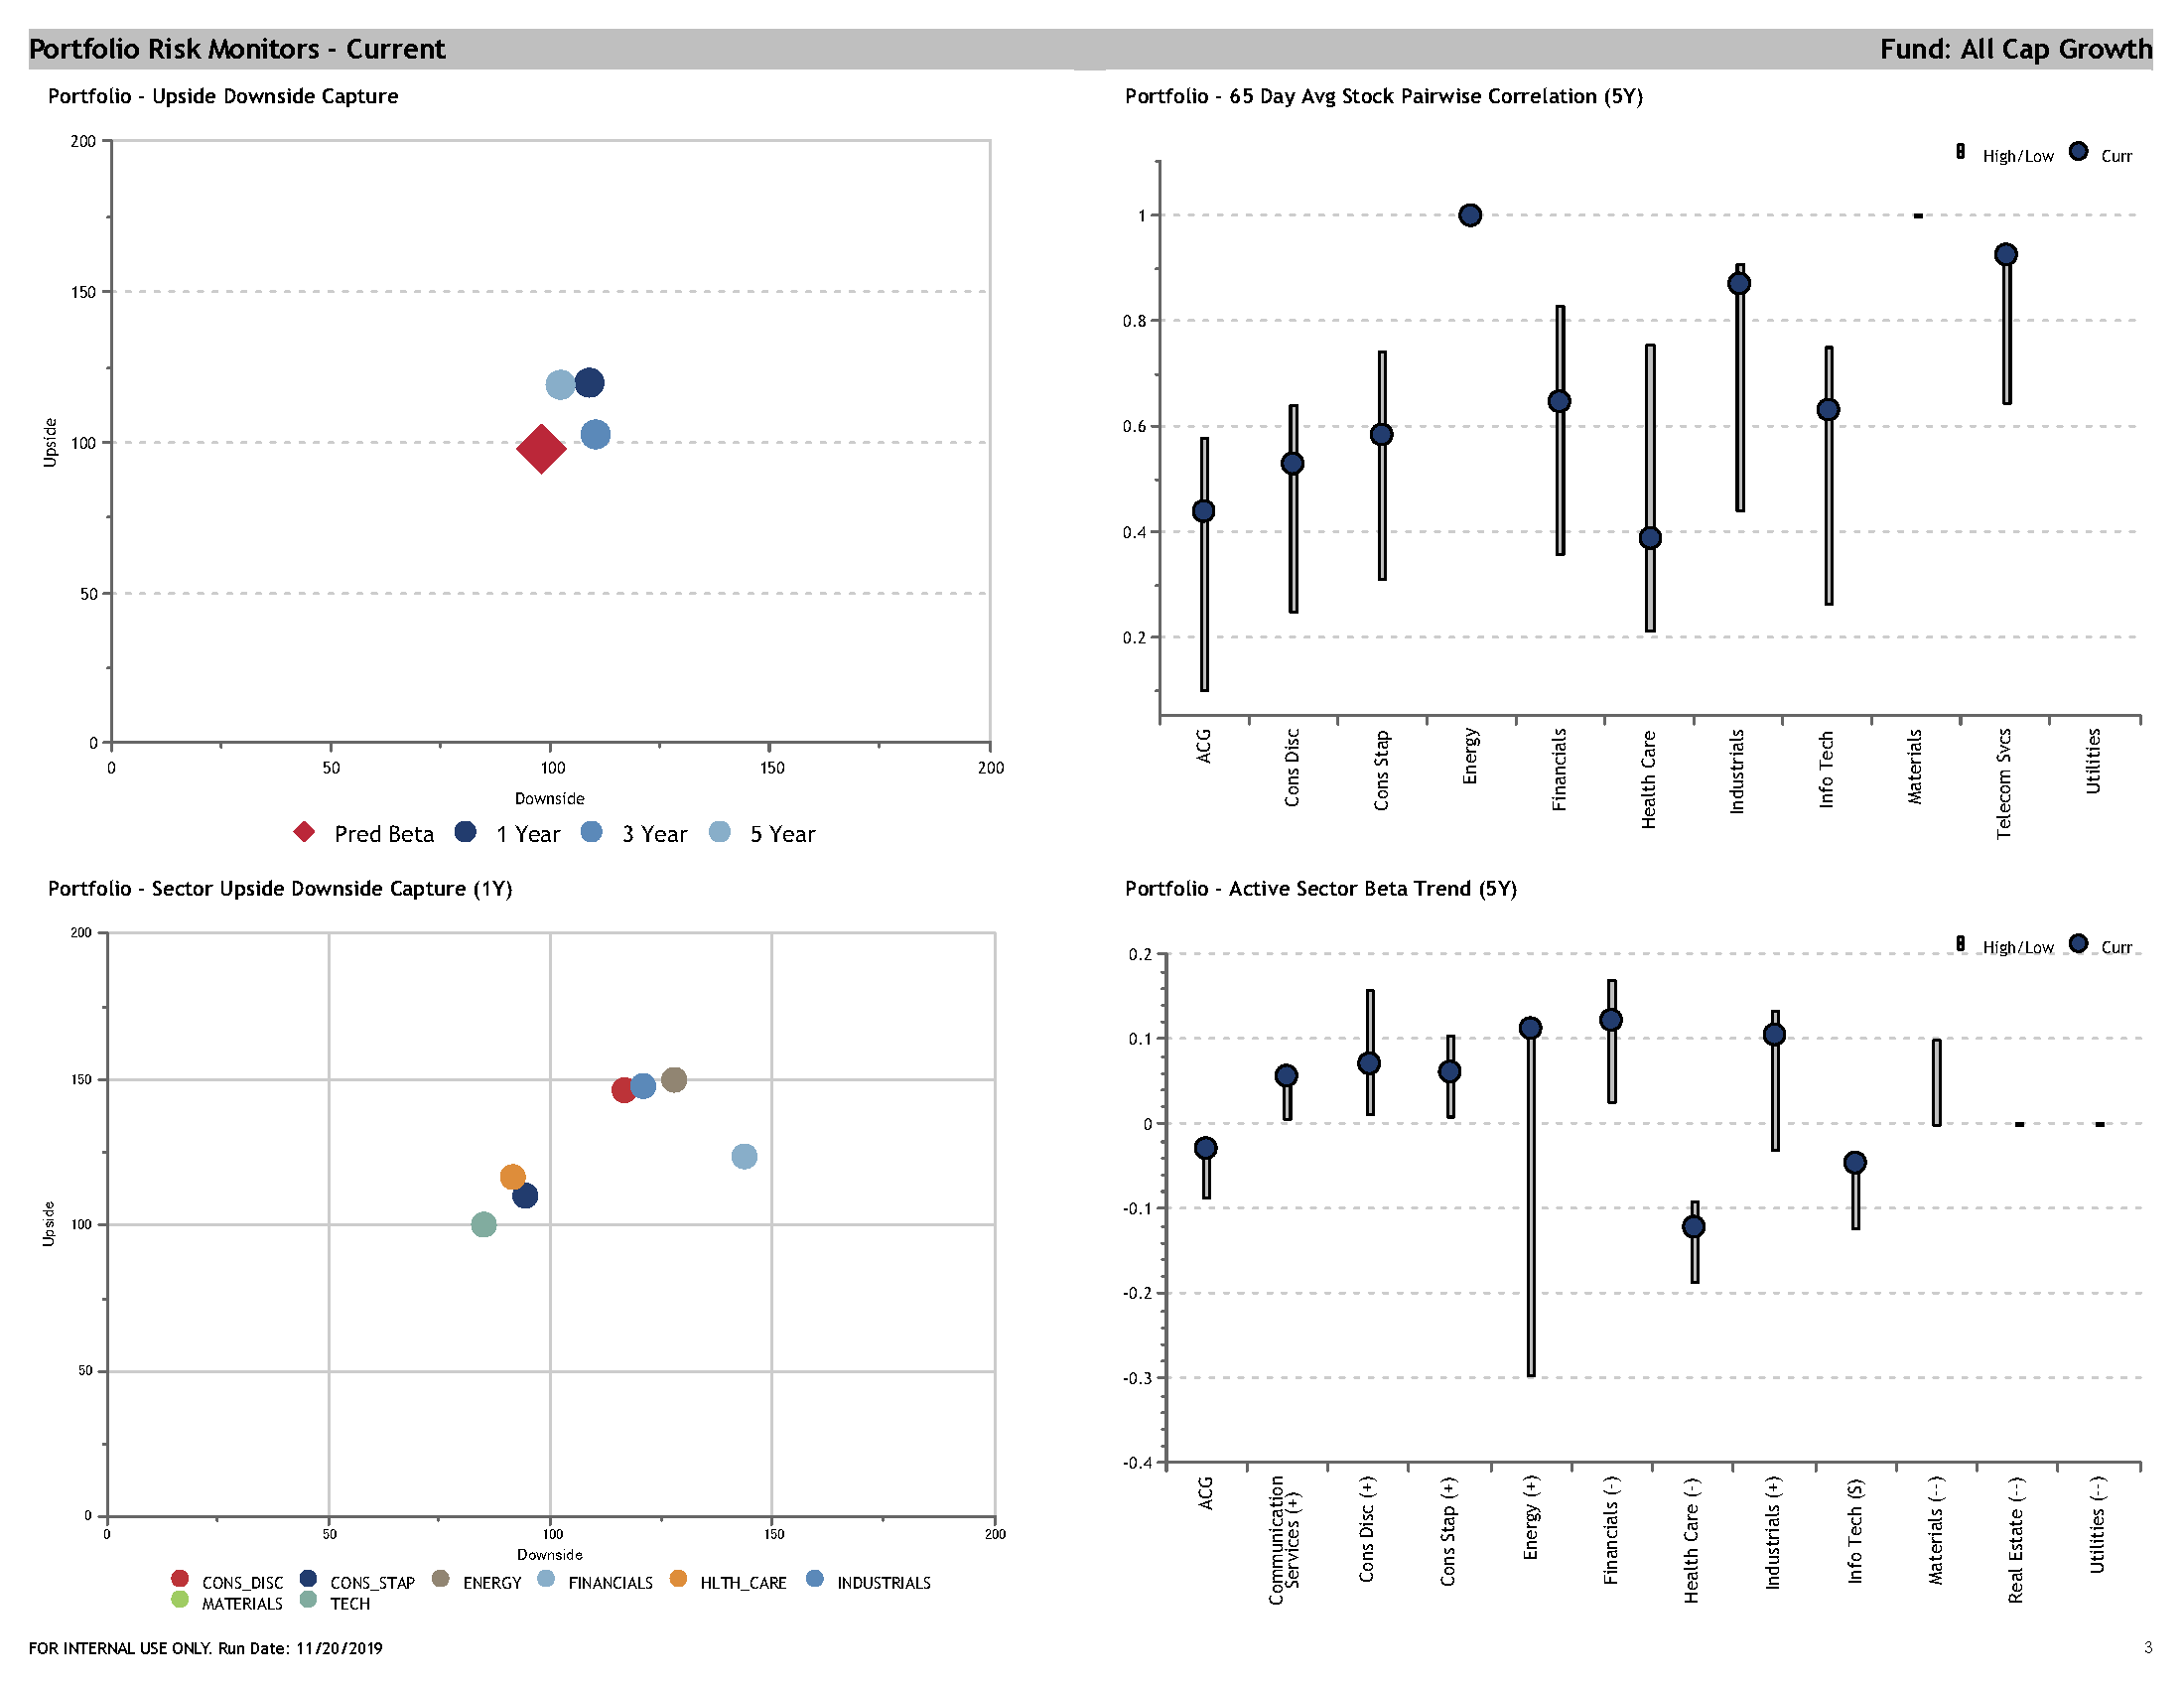 Portfolio Risk Monitors - Current
Fund: All Cap Growth
Portfolio - Upside Downside Capture
200
150
100
50
0
Upside
0
50
100
150
200
Downside
Pred Beta
1 Year
3 Year
5 Year
Portfolio - 65 Day Avg Stock Pairwise Correlation (5Y)
High/Low
Curr
1
0.8
0.6
0.4
0.2
ACG
Cons Disc
Cons Stap
Energy
Financials
Health Care
Industrials
Info Tech
Materials
Telecom Svcs
Utilities
Portfolio - Sector Upside Downside Capture (1Y)
200
150
100
50
0
Upside
0
50
100
150
200
Downside
CONS_DISC
CONS_STAP
ENERGY
FINANCIALS
HLTH_CARE
INDUSTRIALS
MATERIALS
TECH
Portfolio - Active Sector Beta Trend (5Y)
High/Low
Curr
0.2
0.1
0
-0.1
-0.2
-0.3
-0.4
ACG
Communication
Services (+)
Cons Disc (+)
Cons Stap (+)
Energy (+)
Financials (-)
Health Care (-)
Industrials (+)
Info Tech (S)
Materials (--)
Real Estate (--)
Utilities (--)
FOR INTERNAL USE ONLY. Run Date: 11/20/2019
3